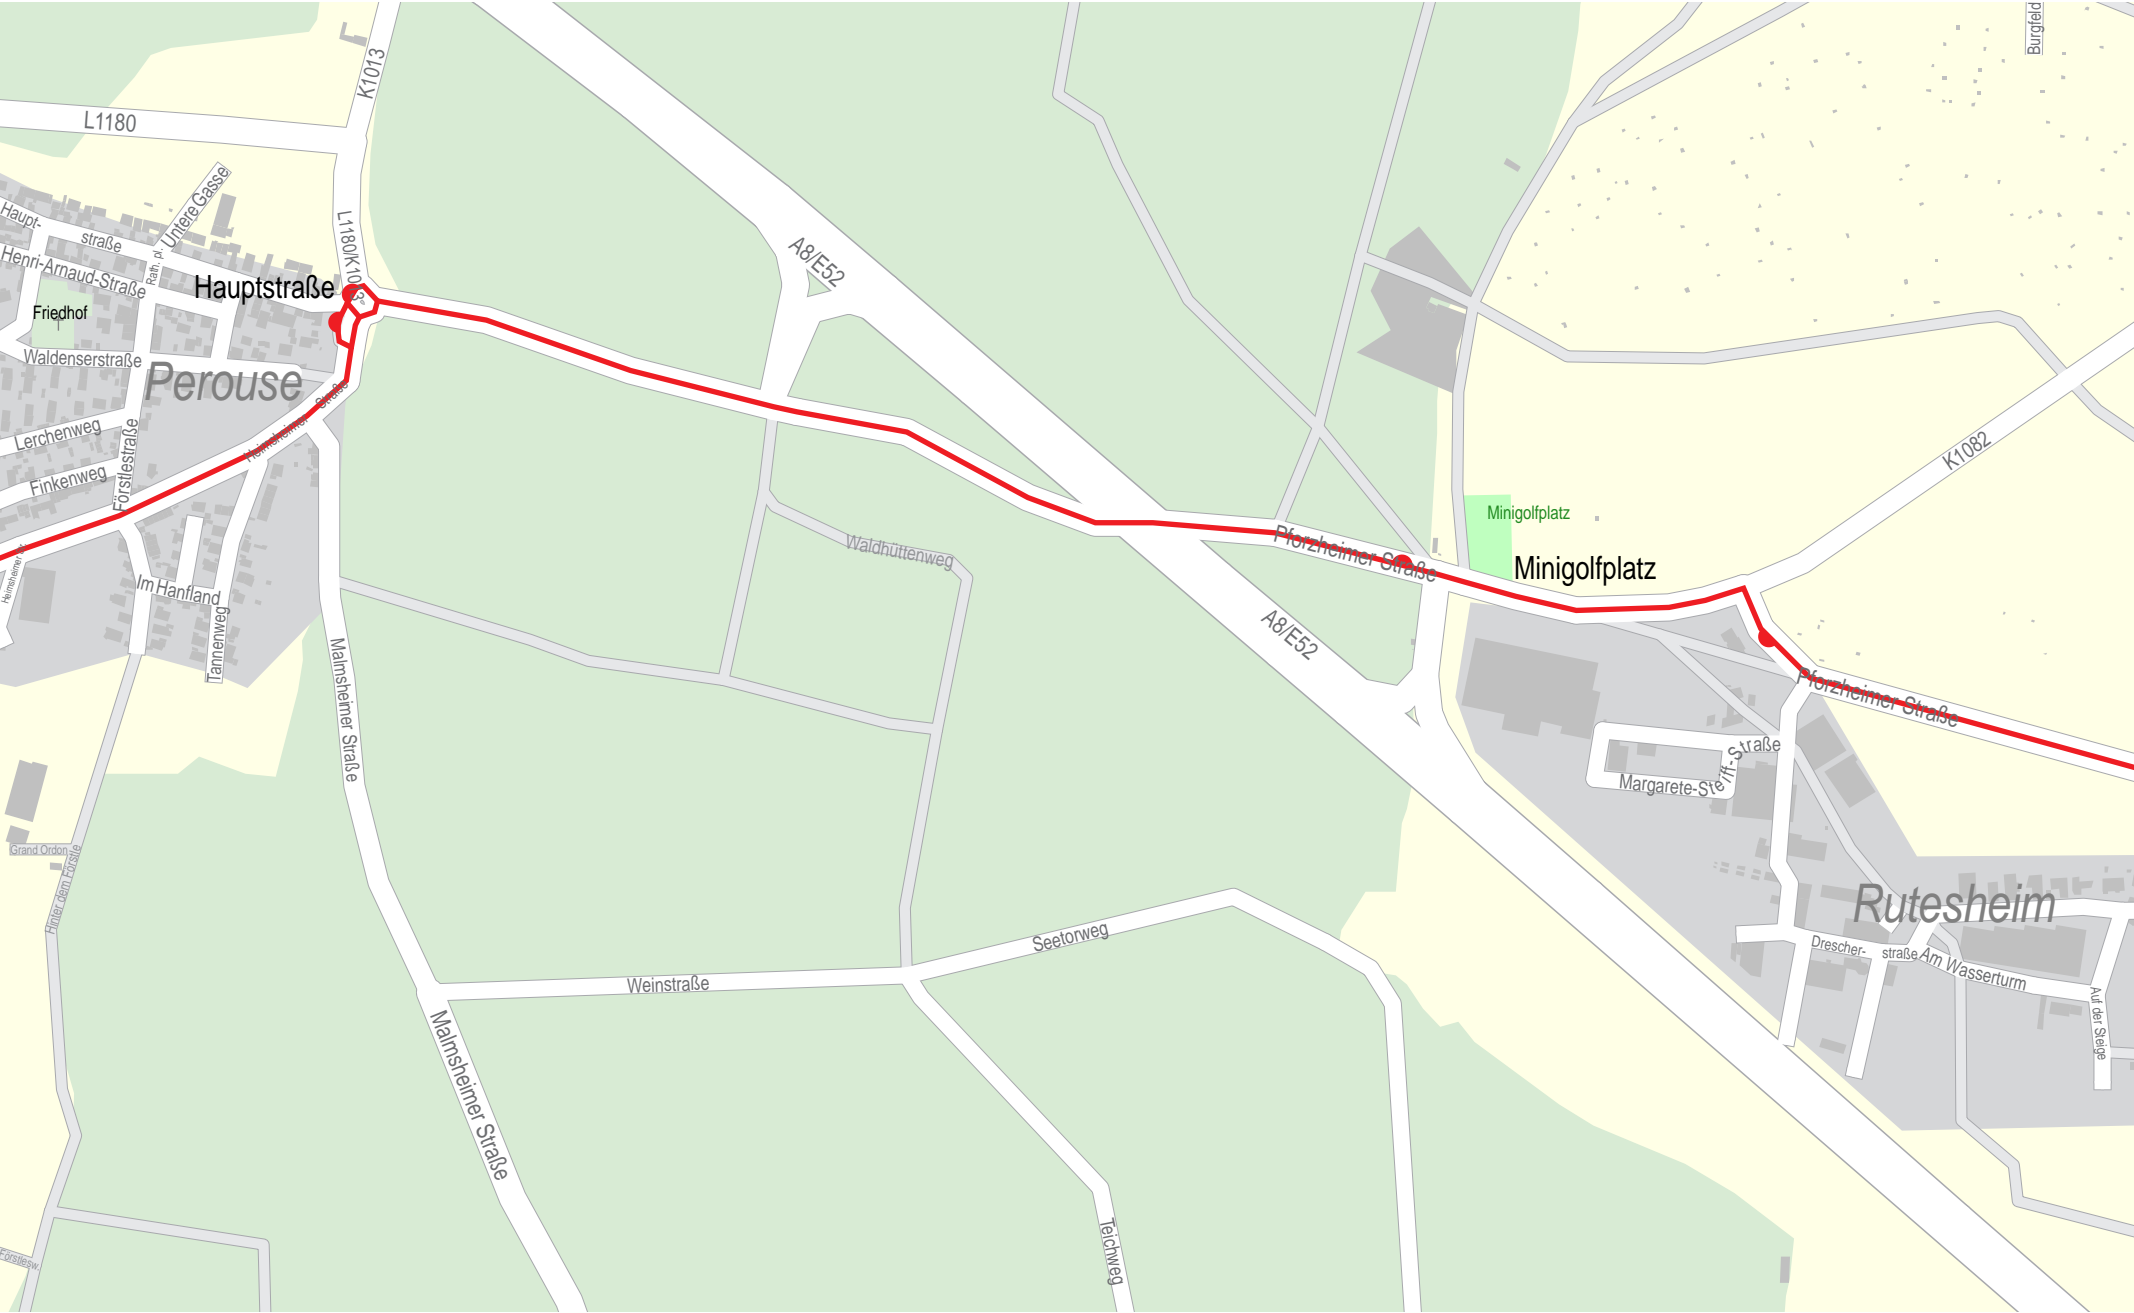 Burgfeld
K1013
L1180
Untere Gasse
Haupt-
straße
Rath. pl.
L1180/K1013
A8/E52
Henri-Arnaud-Straße
Hauptstraße
Friedhof
Waldenserstraße
Perouse
Heimsheimer Straße
Lerchenweg
Förstlestraße
Finkenweg
K1082
Minigolfplatz
Pforzheimer Straße
Waldhüttenweg
Minigolfplatz
Heimsheimer St.
Im Hanfland
Tannenweg
A8/E52
Malmsheimer Straße
Pforzheimer Straße
Margarete-Steiff-Straße
Grand Ordon
Hinter dem Förstle
Rutesheim
Seetorweg
Drescher-
straße
Am Wasserturm
Weinstraße
Auf der Steige
Malmsheimer Straße
Teichweg
Förstlesw.